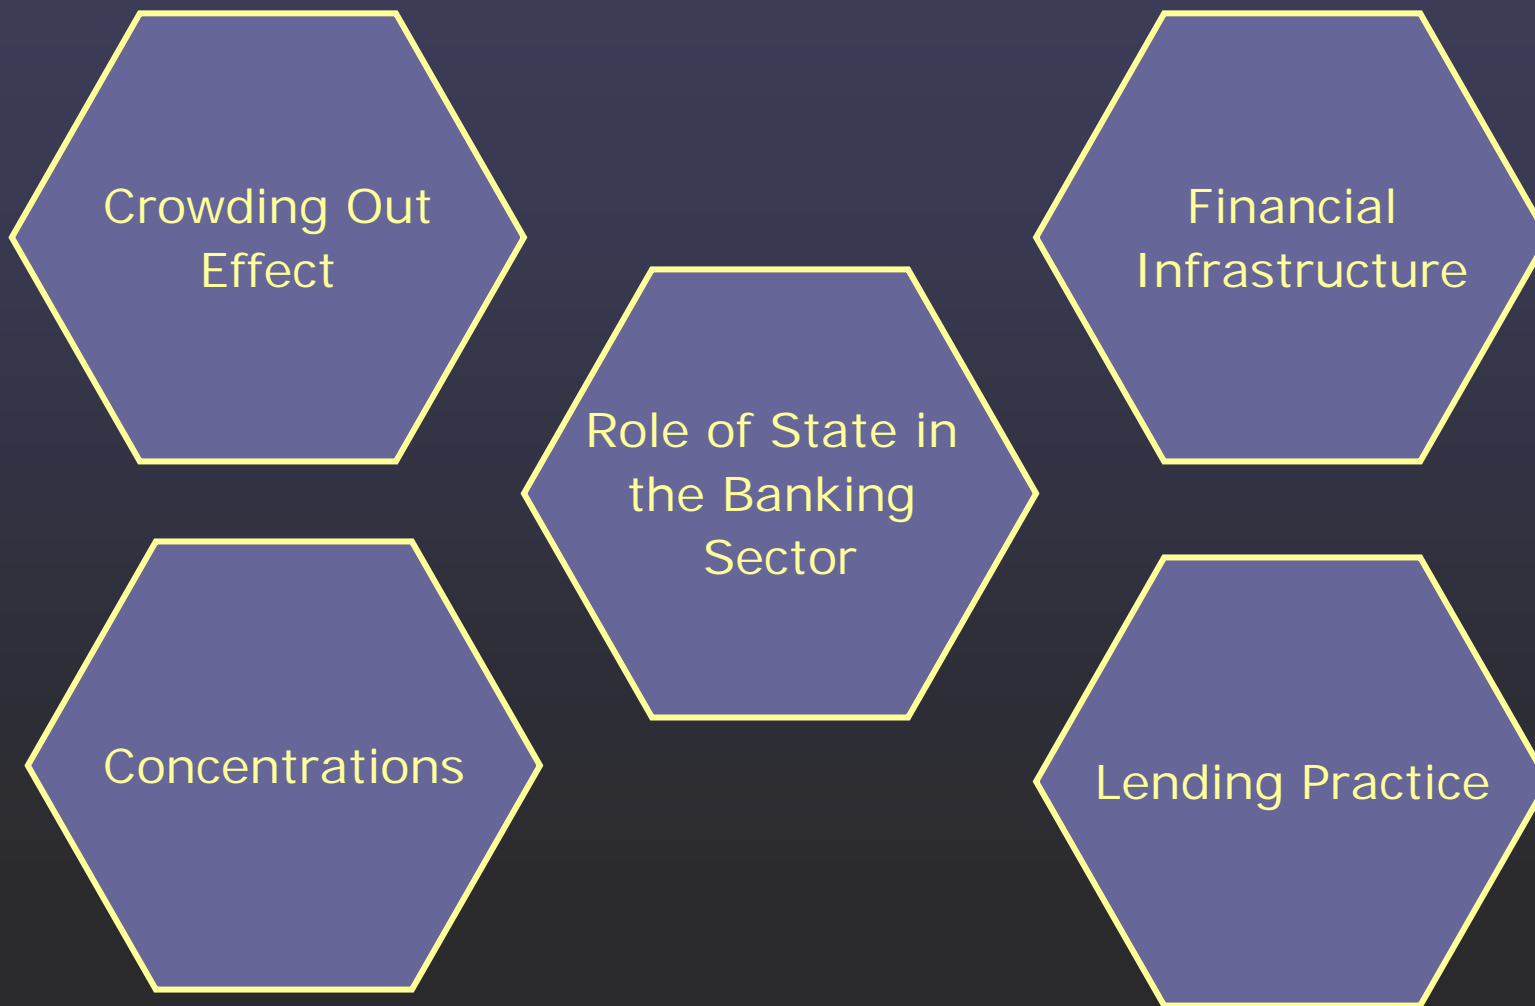 Crowding Out
Effect
Financial
Infrastructure
Role of State in
the Banking
Sector
Concentrations
Lending Practice